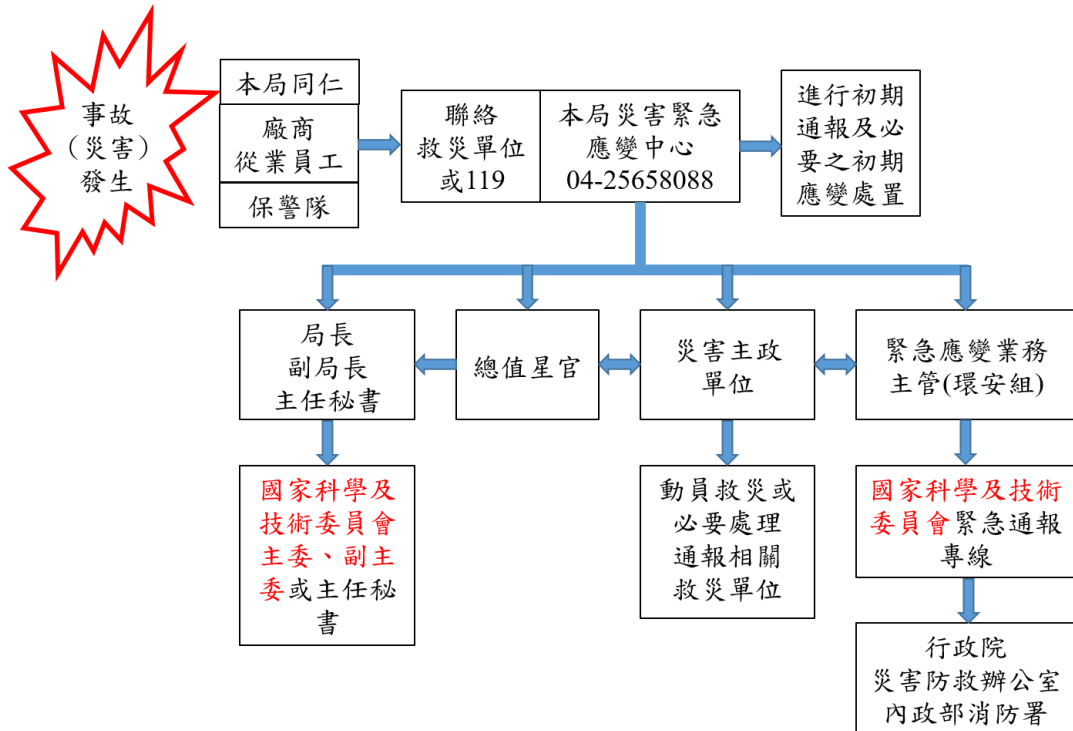 事故
（災害）
發生
本局同仁
廠商
從業員工
保警隊
聯絡
救災單位
或119
本局災害緊急
應變中心
04-25658088
進行初期
通報及必
要之初期
應變處置
局長
副局長
主任秘書
總值星官
災害主政
單位
緊急應變業務
主管(環安組)
國家科學及
技術委員會
主委、副主
委或主任秘
書
動員救災或
必要處理
通報相關
救災單位
國家科學及技術
委員會緊急通報
專線
行政院
災害防救辦公室
內政部消防署